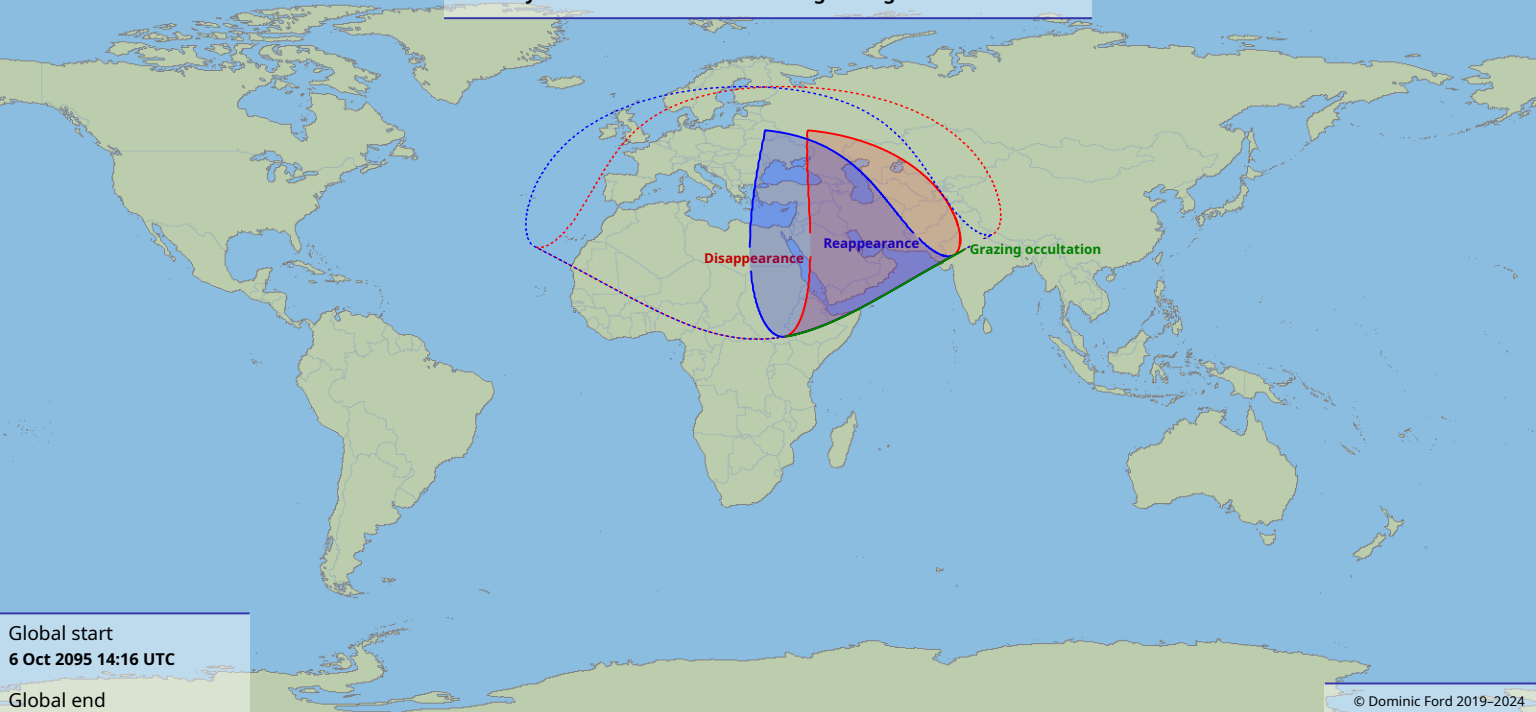 Disappearance
Reappearance
Grazing occultation
Global start
6 Oct 2095 14:16 UTC
Global end
© Dominic Ford 2019–2024